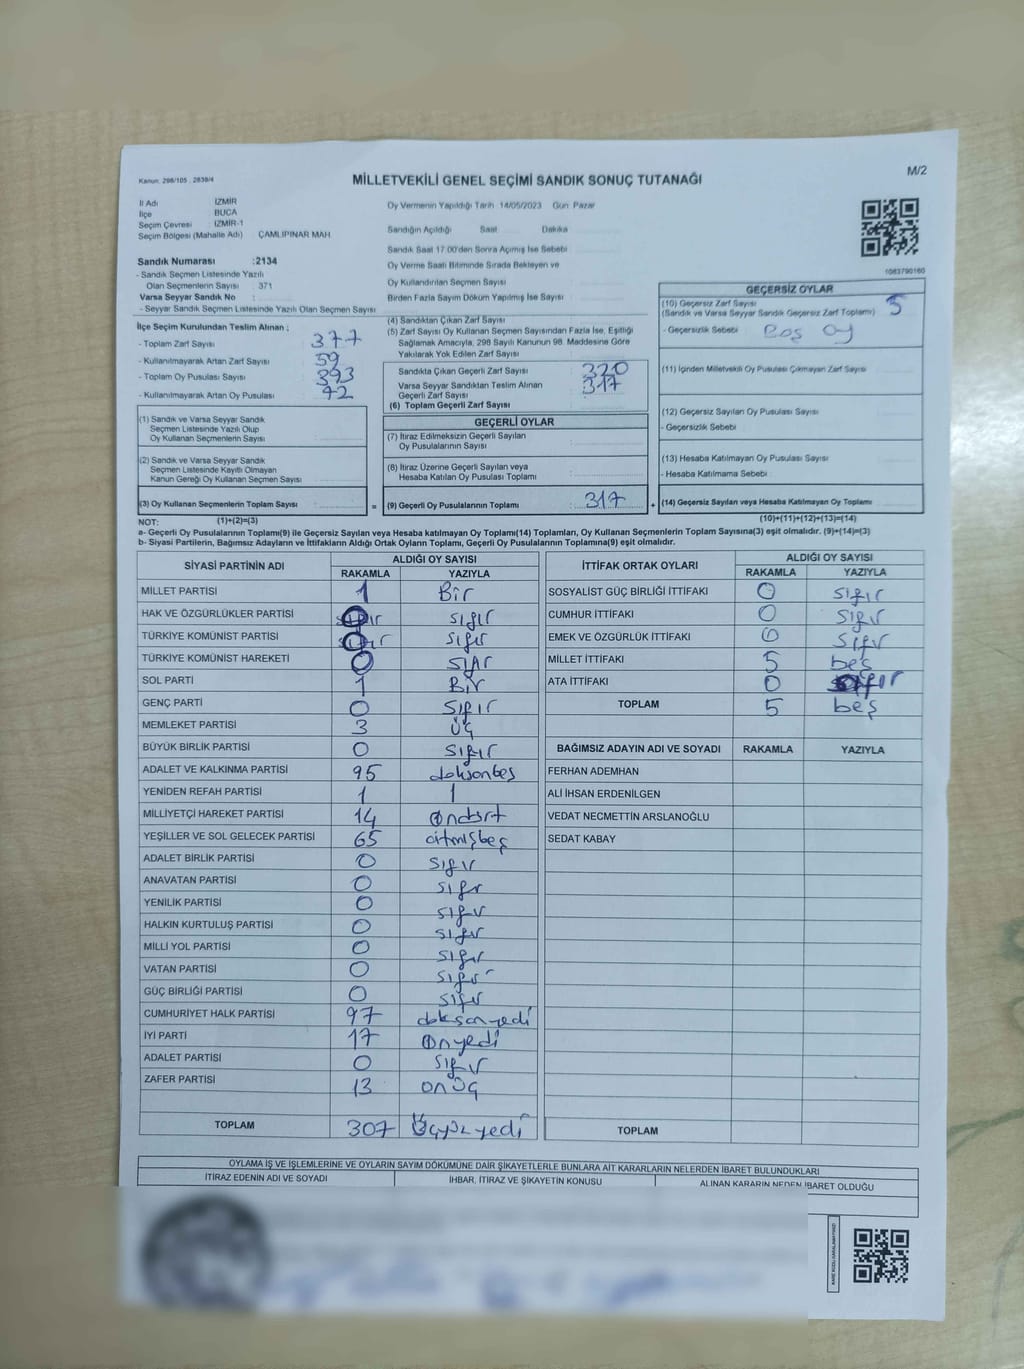 Kanun: 298/105 , 2839/4
M/2
MİLLETVEKİLİ GENEL SEÇİMİ SANDIK SONUÇ TUTANAĞI
İl Adı İZMİR
İlçe BUCA
Seçim Çevresi İZMİR-1
Seçim Bölgesi (Mahalle Adı) ÇAMLIPINAR MAH.
Sandık Numarası :2134
- Sandık Seçmen Listesinde Yazılı
Olan Seçmenlerin Sayısı : 371
Varsa Seyyar Sandık No :
- Seyyar Sandık Seçmen Listesinde Yazılı Olan Seçmen Sayısı :
Oy Vermenin Yapıldığı Tarih 14/05/2023 Gün: Pazar
Sandığın Açıldığı Saat Dakika
Sandık Saat 17.00'den Sonra Açılmış İse Sebebi
Oy Verme Saati Bitiminde Sırada Bekleyen ve
Oy Kullandırılan Seçmen Sayısı
Birden Fazla Sayım Döküm Yapılmış İse Sayısı
1083790160
İlçe Seçim Kurulundan Teslim Alınan ;
- Toplam Zarf Sayısı 377
- Kullanılmayarak Artan Zarf Sayısı 59
- Toplam Oy Pusulası Sayısı 393
- Kullanılmayarak Artan Oy Pusulası
(4) Sandıktan Çıkan Zarf Sayısı
(5) Zarf Sayısı Oy Kullanan Seçmen Sayısından Fazla İse, Eşitliği
Sağlamak Amacıyla, 298 Sayılı Kanunun 98. Maddesine Göre
Yakılarak Yok Edilen Zarf Sayısı
Sandıkta Çıkan Geçerli Zarf Sayısı 320
Varsa Seyyar Sandıktan Teslim Alınan 317
Geçerli Zarf Sayısı
(6) Toplam Geçerli Zarf Sayısı
GEÇERSİZ OYLAR
(10) Geçersiz Zarf Sayısı
(Sandık ve Varsa Seyyar Sandık Geçersiz Zarf Toplamı)
- Geçersizlik Sebebi : Boş Oy
(11) İçinden Milletvekili Oy Pusulası Çıkmayan Zarf Sayısı
(12) Geçersiz Sayılan Oy Pusulası Sayısı
- Geçersizlik Sebebi
(13) Hesaba Katılmayan Oy Pusulası Sayısı
- Hesaba Katılmama Sebebi
(1) Sandık ve Varsa Seyyar Sandık
Seçmen Listesinde Yazılı Olup
Oy Kullanan Seçmenlerin Sayısı
(2) Sandık ve Varsa Seyyar Sandık
Seçmen Listesinde Kayıtlı Olmayan
Kanun Gereği Oy Kullanan Seçmen Sayısı
GEÇERLİ OYLAR
(7) İtiraz Edilmeksizin Geçerli Sayılan
Oy Pusulalarının Sayısı
(8) İtiraz Üzerine Geçerli Sayılan veya
Hesaba Katılan Oy Pusulası Toplamı
(3) Oy Kullanan Seçmenlerin Toplam Sayısı = (9) Geçerli Oy Pusulalarının Toplamı : 317 + (14) Geçersiz Sayılan veya Hesaba Katılmayan Oy Toplamı
NOT: (1)+(2)=(3) (10)+(11)+(12)+(13)=(14)
a- Geçerli Oy Pusulalarının Toplamı(9) ile Geçersiz Sayılan veya Hesaba katılmayan Oy Toplamı(14) Toplamları, Oy Kullanan Seçmenlerin Toplam Sayısına(3) eşit olmalıdır. (9)+(14)=(3)
b- Siyasi Partilerin, Bağımsız Adayların ve İttifakların Aldığı Ortak Oyların Toplamı, Geçerli Oy Pusulalarının Toplamına(9) eşit olmalıdır.
SİYASİ PARTİNİN ADI ALDIĞI OY SAYISI
RAKAMLA YAZIYLA
MİLLET PARTİSİ 1 Bir
HAK VE ÖZGÜRLÜKLER PARTİSİ 0 sıfır
TÜRKİYE KOMÜNİST PARTİSİ 0 sıfır
TÜRKİYE KOMÜNİST HAREKETİ 0
SOL PARTİ 1 Bir
GENÇ PARTİ 0 sıfır
MEMLEKET PARTİSİ 3 üç
BÜYÜK BİRLİK PARTİSİ 0 sıfır
ADALET VE KALKINMA PARTİSİ 95 doksanbeş
YENİDEN REFAH PARTİSİ 1 1
MİLLİYETÇİ HAREKET PARTİSİ 14 Ondört
YEŞİLLER VE SOL GELECEK PARTİSİ 65
ADALET BİRLİK PARTİSİ 0 sıfır
ANAVATAN PARTİSİ 0 sıfır
YENİLİK PARTİSİ 0 sıfır
HALKIN KURTULUŞ PARTİSİ 0 sıfır
MİLLİ YOL PARTİSİ 0 sıfır
VATAN PARTİSİ 0 sıfır
GÜÇ BİRLİĞİ PARTİSİ 0 sıfır
CUMHURİYET HALK PARTİSİ 97 doksanyedi
İYİ PARTİ 17 Onyedi
ADALET PARTİSİ 0 sıfır
ZAFER PARTİSİ 13 onüç
TOPLAM 307 Üçyüzyedi
İTTİFAK ORTAK OYLARI ALDIĞI OY SAYISI
RAKAMLA YAZIYLA
SOSYALİST GÜÇ BİRLİĞİ İTTİFAKI 0 sıfır
CUMHUR İTTİFAKI 0 sıfır
EMEK VE ÖZGÜRLÜK İTTİFAKI 0 sıfır
MİLLET İTTİFAKI 5 beş
ATA İTTİFAKI 0 sıfır
TOPLAM 5 beş
BAĞIMSIZ ADAYIN ADI VE SOYADI RAKAMLA YAZIYLA
FERHAN ADEMHAN
ALİ İHSAN ERDENİLGEN
VEDAT NECMETTİN ARSLANOĞLU
SEDAT KABAY
TOPLAM
OYLAMA İŞ VE İŞLEMLERİNE VE OYLARIN SAYIM DÖKÜMÜNE DAİR ŞİKAYETLERLE BUNLARA AİT KARARLARIN NELERDEN İBARET BULUNDUKLARI
İTİRAZ EDENİN ADI VE SOYADI İHBAR, İTİRAZ VE ŞİKAYETİN KONUSU ALINAN KARARIN NEDEN İBARET OLDUĞU